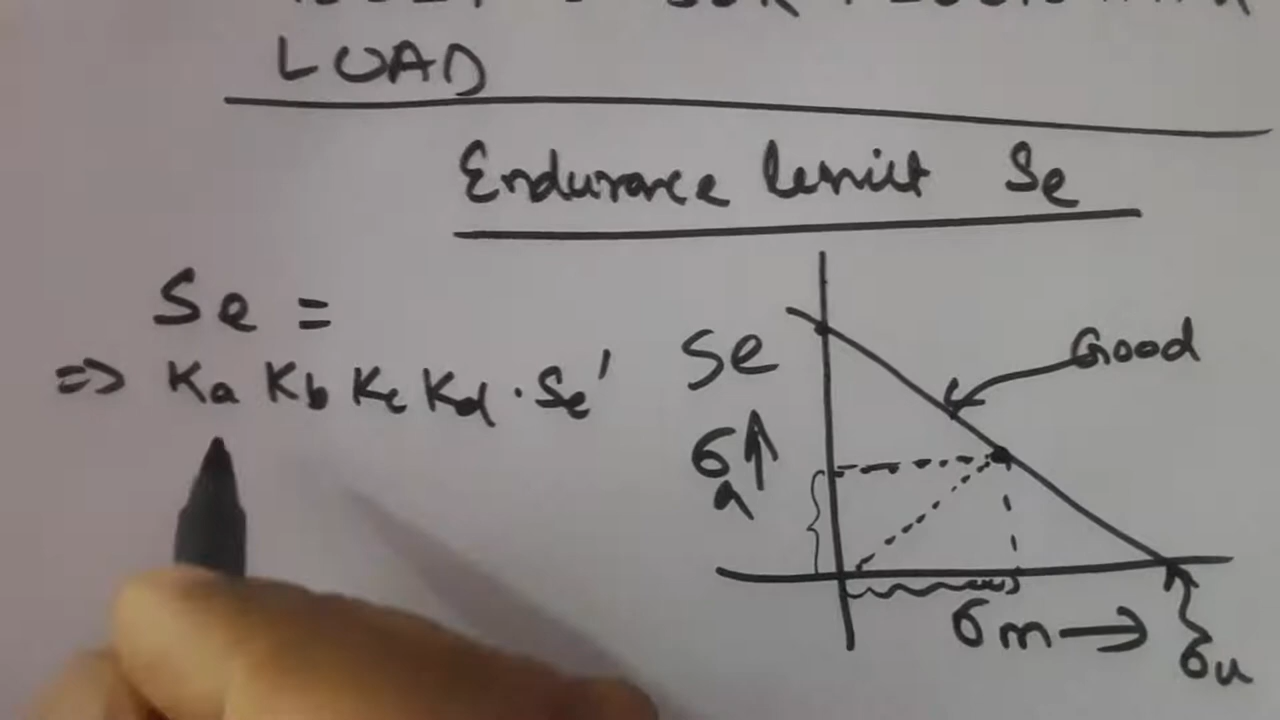 LOAD
Endurance limit Se
Se =
=> Ka Kb Kc Kd · Se'
Se
Good
σa ↑
σm →
σu